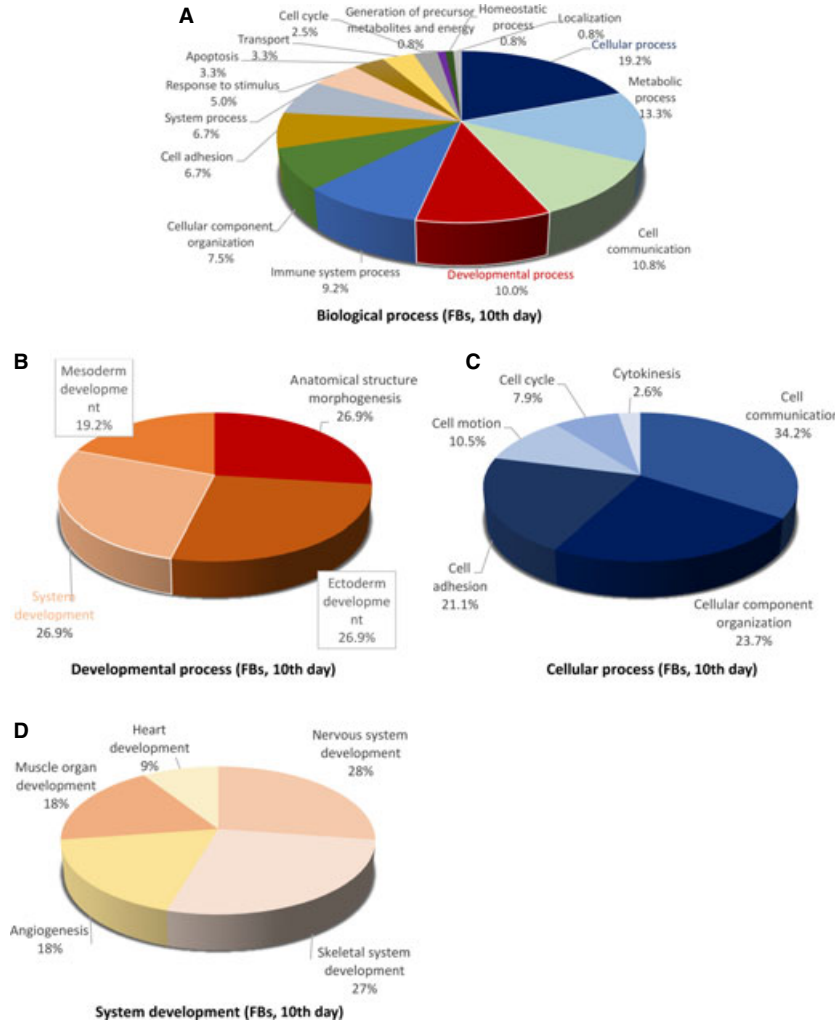 A
Cell cycle
2.5%
Generation of precursor
metabolites and energy
0.8%
Homeostatic
process
0.8%
Localization
0.8%
Cellular process
19.2%
Metabolic
process
13.3%
Cell
communication
10.8%
Developmental process
10.0%
Immune system process
9.2%
Cellular component
organization
7.5%
Cell adhesion
6.7%
System process
6.7%
Response to stimulus
5.0%
Apoptosis
3.3%
Transport
3.3%
Biological process (FBs, 10th day)
B
Mesoderm
developme
nt
19.2%
Anatomical structure
morphogenesis
26.9%
System
development
26.9%
Ectoderm
developme
nt
26.9%
Developmental process (FBs, 10th day)
C
Cell cycle
7.9%
Cytokinesis
2.6%
Cell
communication
34.2%
Cell motion
10.5%
Cell
adhesion
21.1%
Cellular component
organization
23.7%
Cellular process (FBs, 10th day)
D
Heart
development
9%
Nervous system
development
28%
Muscle organ
development
18%
Angiogenesis
18%
Skeletal system
development
27%
System development (FBs, 10th day)